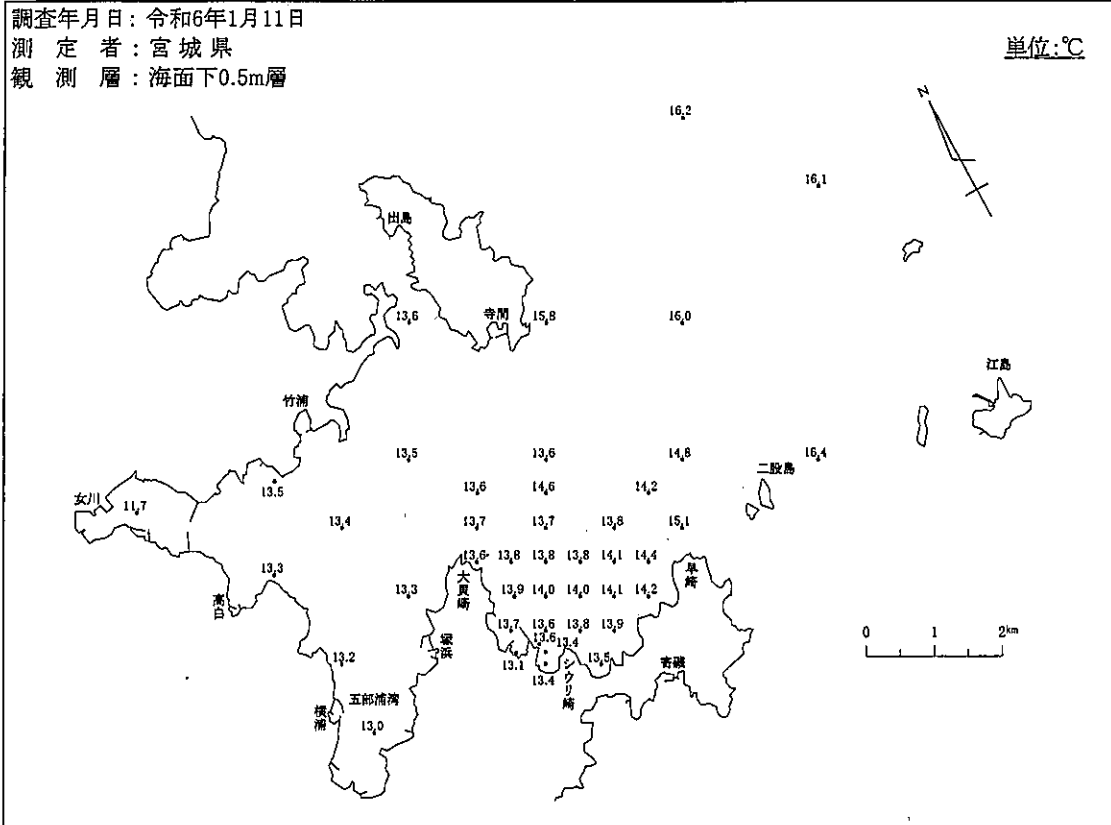 調査年月日：令和6年1月11日
測定者：宮城県
観測層：海面下0.5m層
単位:℃
N
16.2
16.1
出島
13.6
寺間
15.8
16.0
江島
竹浦
13.5
13.6
14.8
16.4
二股島
女川
11.7
13.5
13.6
14.6
14.2
13.4
13.7
13.7
13.8
15.1
13.6
13.8
13.8
13.8
14.1
14.4
早崎
13.3
高白
13.3
大貝崎
13.9
14.0
14.0
14.1
14.2
13.7
13.6
13.8
13.9
塚浜
13.6
13.4
13.1
13.4
シウリ崎
13.5
寄磯
0 1 2km
13.2
五部浦湾
横浦
13.0